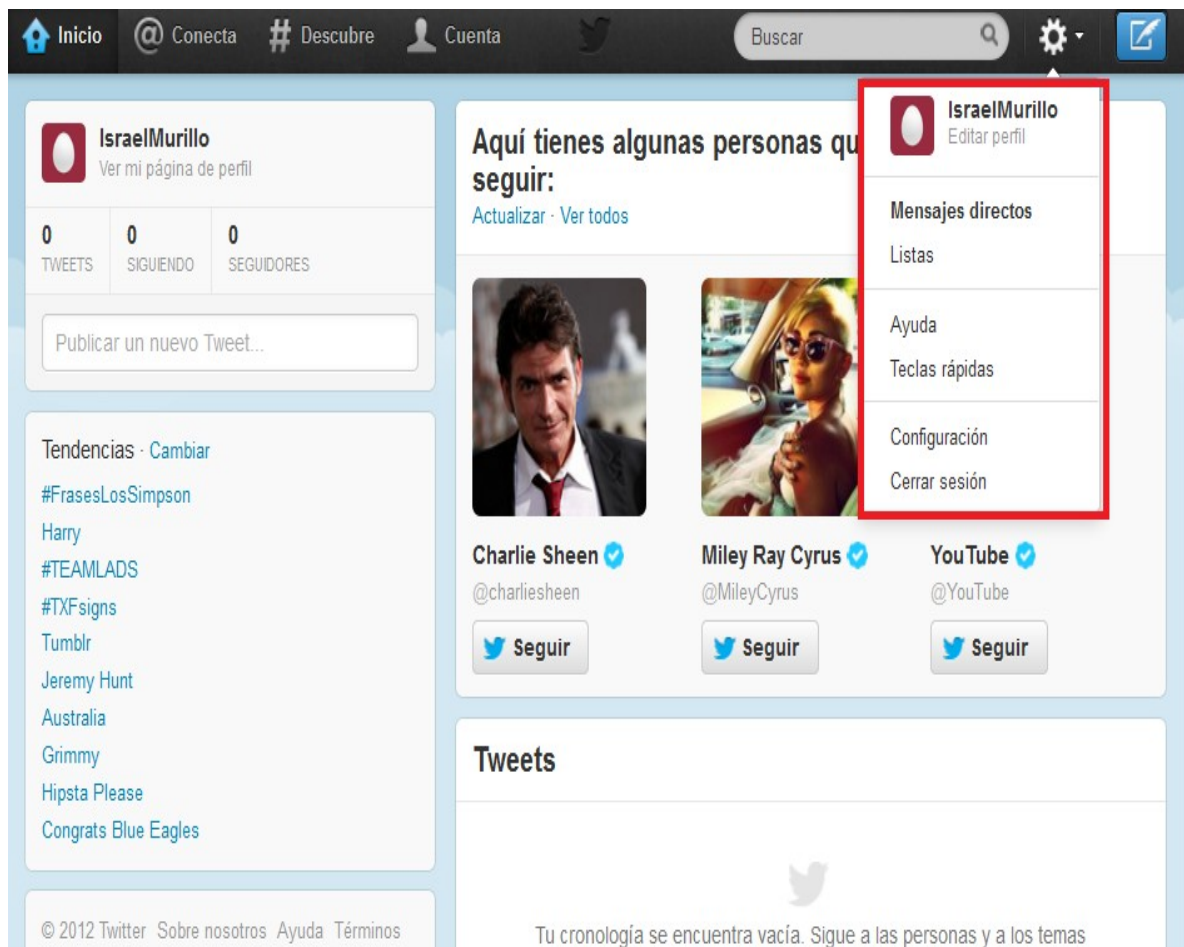 Inicio @ Conecta # Descubre Cuenta Buscar
IsraelMurillo
Ver mi página de perfil
0 0 0
TWEETS SIGUIENDO SEGUIDORES
Publicar un nuevo Tweet...
Tendencias · Cambiar
#FrasesLosSimpson
Harry
#TEAMLADS
#TXFsigns
Tumblr
Jeremy Hunt
Australia
Grimmy
Hipsta Please
Congrats Blue Eagles
© 2012 Twitter Sobre nosotros Ayuda Términos
Aquí tienes algunas personas
seguir:
Actualizar · Ver todos
Charlie Sheen
@charliesheen
Seguir
Miley Ray Cyrus
@MileyCyrus
Seguir
YouTube
@YouTube
Seguir
Tweets
Tu cronología se encuentra vacía. Sigue a las personas y a los temas
IsraelMurillo
Editar perfil
Mensajes directos
Listas
Ayuda
Teclas rápidas
Configuración
Cerrar sesión